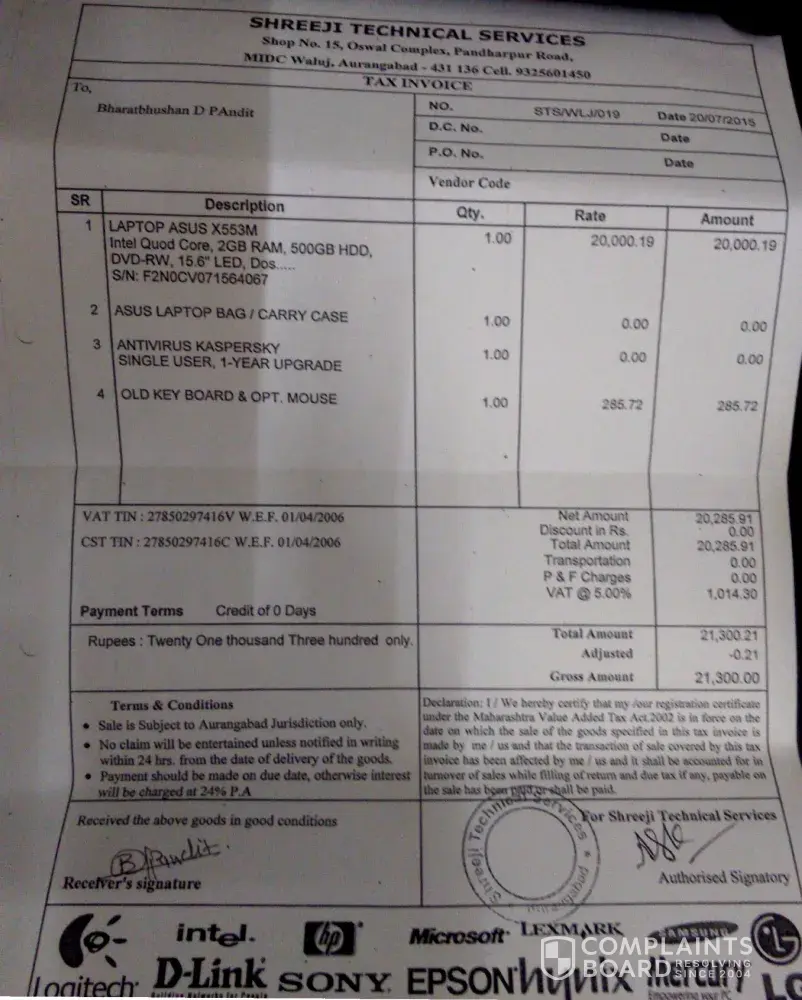 SHREEJI TECHNICAL SERVICES
Shop No. 15, Oswal Complex, Pandharpur Road,
MIDC Waluj, Aurangabad - 431 136 Cell. 9325601450
TAX INVOICE
To,
Bharatbhushan D PAndit
NO. STS/WLJ/019 Date 20/07/2015
D.C. No. Date
P.O. No. Date
Vendor Code
SR Description Qty. Rate Amount
1 LAPTOP ASUS X553M 1.00 20,000.19 20,000.19
Intel Quod Core, 2GB RAM, 500GB HDD,
DVD-RW, 15.6" LED, Dos.....
S/N: F2N0CV071564067
2 ASUS LAPTOP BAG / CARRY CASE 1.00 0.00 0.00
3 ANTIVIRUS KASPERSKY 1.00 0.00 0.00
SINGLE USER, 1-YEAR UPGRADE
4 OLD KEY BOARD & OPT. MOUSE 1.00 285.72 285.72
VAT TIN : 27850297416V W.E.F. 01/04/2006
CST TIN : 27850297416C W.E.F. 01/04/2006
Payment Terms Credit of 0 Days
Net Amount 20,285.91
Discount in Rs. 0.00
Total Amount 20,285.91
Transportation 0.00
P & F Charges 0.00
VAT @ 5.00% 1,014.30
Rupees : Twenty One thousand Three hundred only.
Total Amount 21,300.21
Adjusted -0.21
Gross Amount 21,300.00
Terms & Conditions
• Sale is Subject to Aurangabad Jurisdiction only.
• No claim will be entertained unless notified in writing
within 24 hrs. from the date of delivery of the goods.
• Payment should be made on due date, otherwise interest
will be charged at 24% P.A
Declaration: I / We hereby certify that my /our registration certificate
under the Maharashtra Value Added Tax Act,2002 is in force on the
date on which the sale of the goods specified in this tax invoice is
made by me / us and that the transaction of sale covered by this tax
invoice has been affected by me / us and it shall be accounted for in
turnover of sales while filling of return and due tax if any, payable on
the sale has been paid or shall be paid.
Received the above goods in good conditions
BDPandit.
Receiver's signature
For Shreeji Technical Services
Authorised Signatory
Shreeji Technical Services
intel. hp Microsoft LEXMARK SAMSUNG
Logitech D-Link SONY EPSON hynix mercury LG
Building Networks for People
COMPLAINTS
BOARD RESOLVING
SINCE 2004